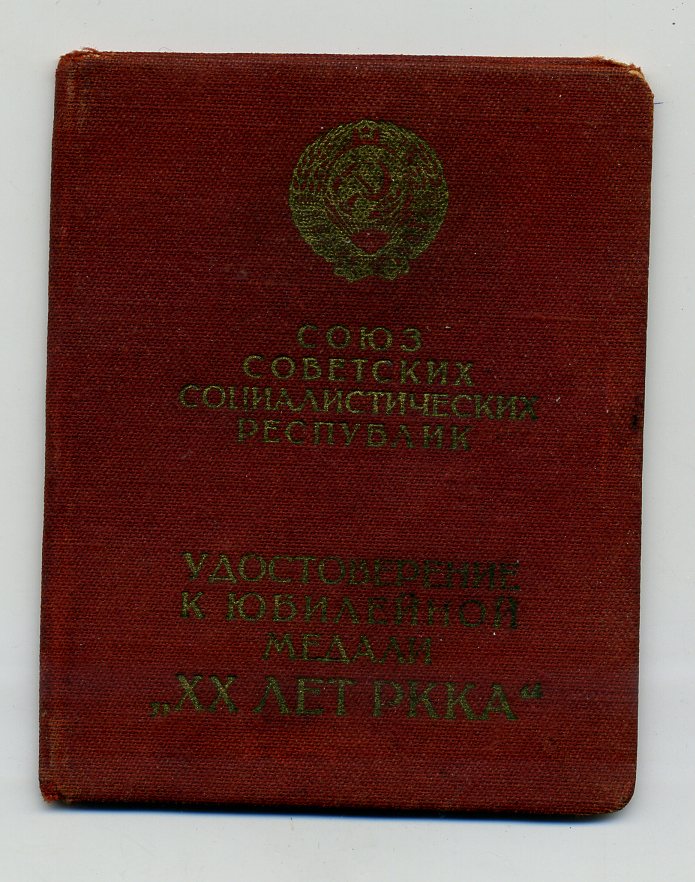 СОЮЗ
СОВЕТСКИХ
СОЦИАЛИСТИЧЕСКИХ
РЕСПУБЛИК
УДОСТОВЕРЕНИЕ
К ЮБИЛЕЙНОЙ
МЕДАЛИ
„XX ЛЕТ РККА“